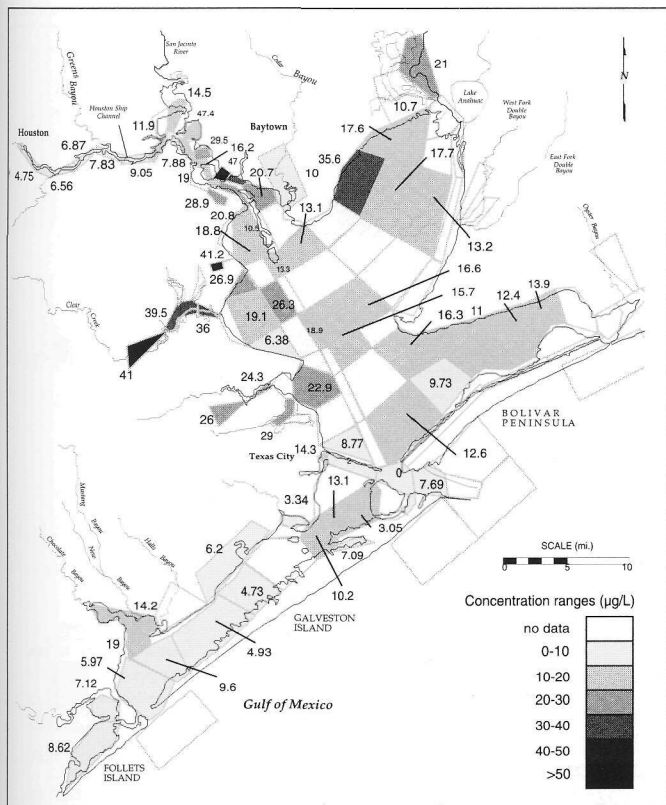 San Jacinto
River
Greens
Bayou
Houston Ship
Channel
Houston
4.75
6.87
6.56
7.83
9.05
7.88
11.9
14.5
47.4
29.5
16.2
47
19
Baytown
Cedar
Bayou
20.7
10
28.9
20.8
18.8
10.5
13.3
13.1
35.6
17.6
10.7
21
Lake
Anahuac
West Fork
Double
Bayou
East Fork
Double
Bayou
Oyster Bayou
N
17.7
13.2
16.6
15.7
41.2
26.9
26.3
19.1
18.9
6.38
16.3
11
12.4
13.9
Clear
Creek
39.5
36
41
24.3
26
29
22.9
9.73
BOLIVAR
PENINSULA
Texas City
14.3
8.77
12.6
0
7.69
13.1
3.34
3.05
7.09
10.2
6.2
4.73
4.93
9.6
GALVESTON
ISLAND
Bayou
Halls Bayou
Chocolate Bayou
14.2
19
5.97
7.12
8.62
FOLLETS
ISLAND
Gulf of Mexico
SCALE (mi.)
0 5 10
Concentration ranges (µg/L)
no data
0-10
10-20
20-30
30-40
40-50
>50